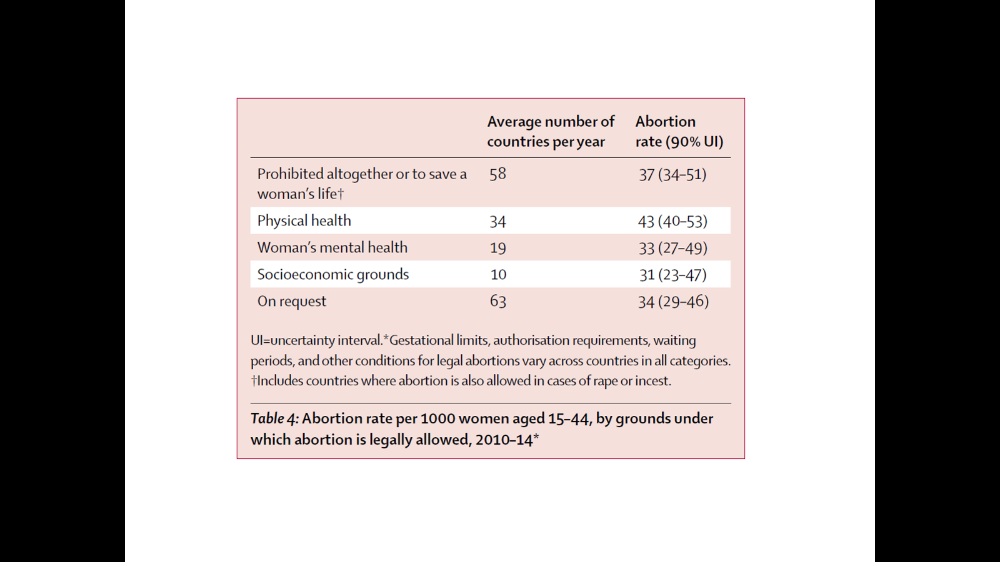 Average number of countries per year
Abortion rate (90% UI)
Prohibited altogether or to save a woman’s life† 58 37 (34–51)
Physical health 34 43 (40–53)
Woman’s mental health 19 33 (27–49)
Socioeconomic grounds 10 31 (23–47)
On request 63 34 (29–46)
UI=uncertainty interval.*Gestational limits, authorisation requirements, waiting
periods, and other conditions for legal abortions vary across countries in all categories.
†Includes countries where abortion is also allowed in cases of rape or incest.
Table 4: Abortion rate per 1000 women aged 15–44, by grounds under
which abortion is legally allowed, 2010–14*